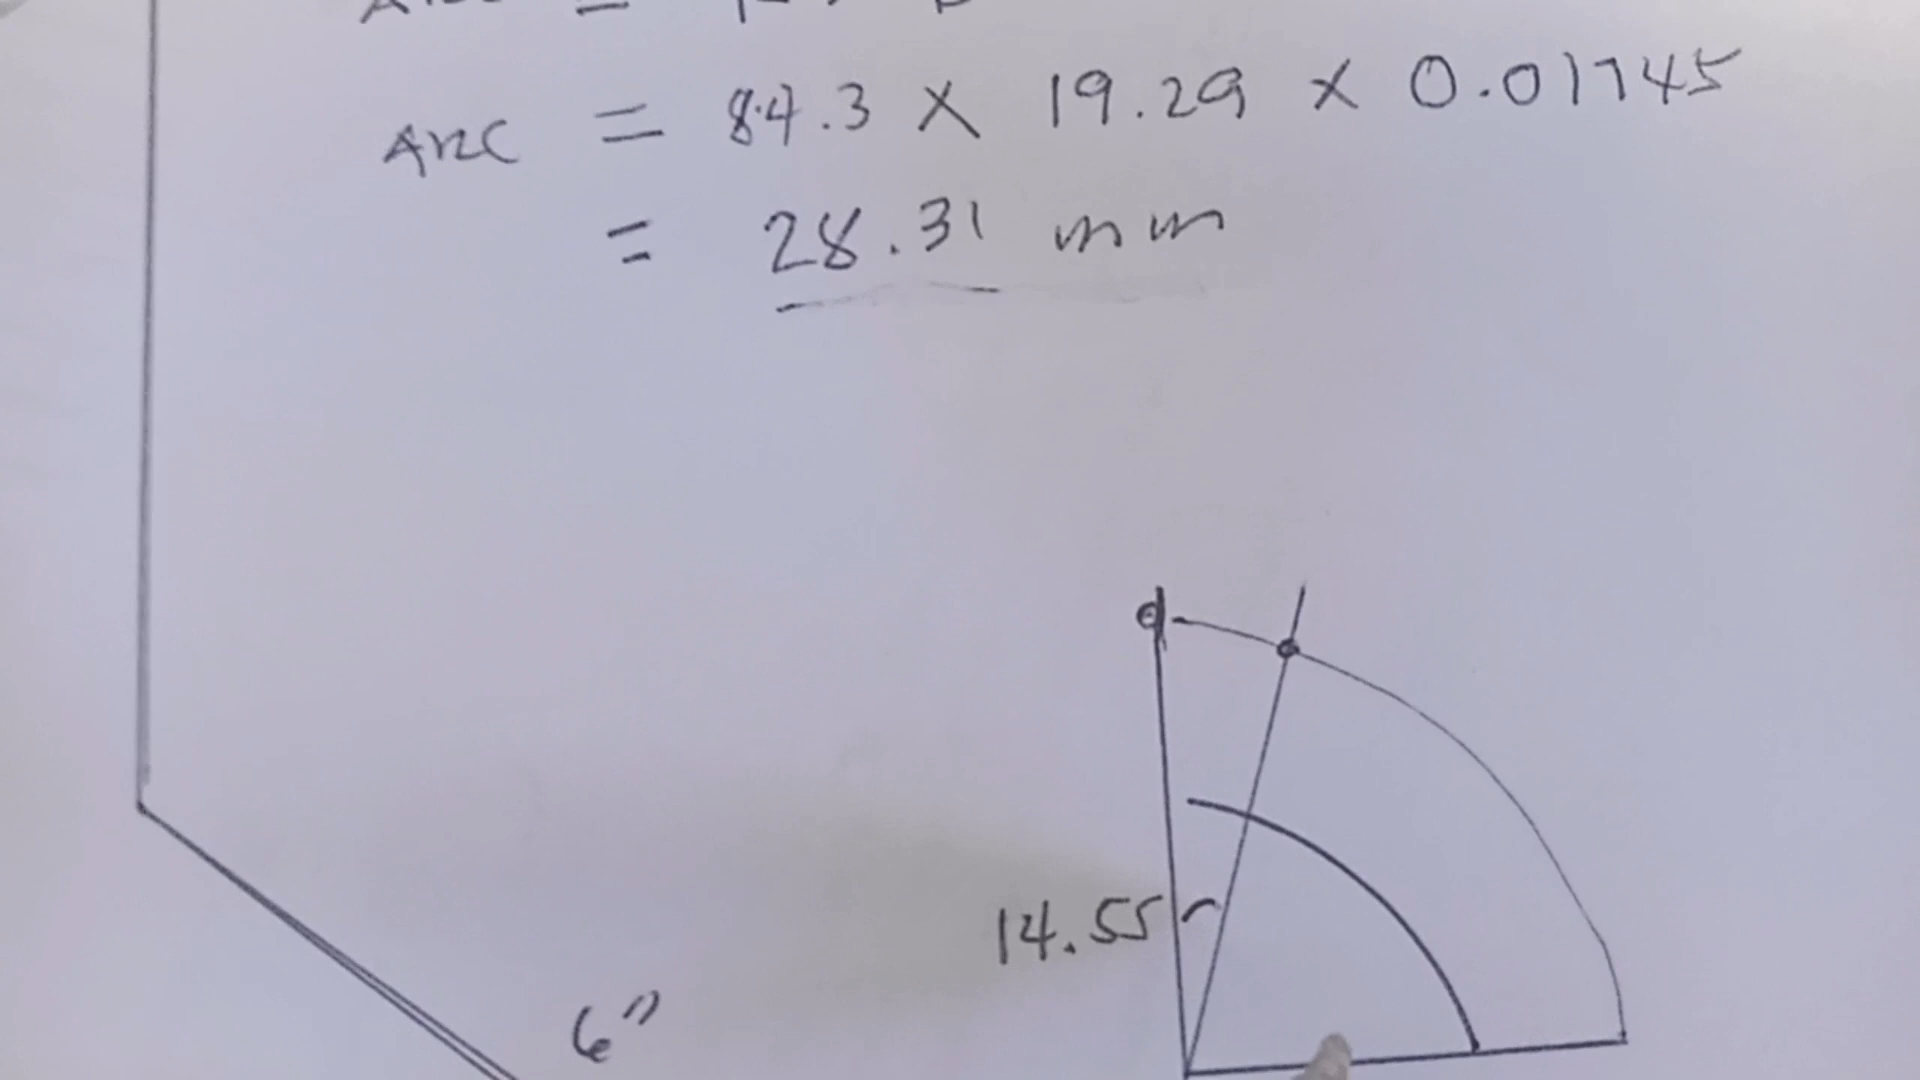 ARC = 84.3 × 19.29 × 0.01745
= 28.31 mm
14.55
6"